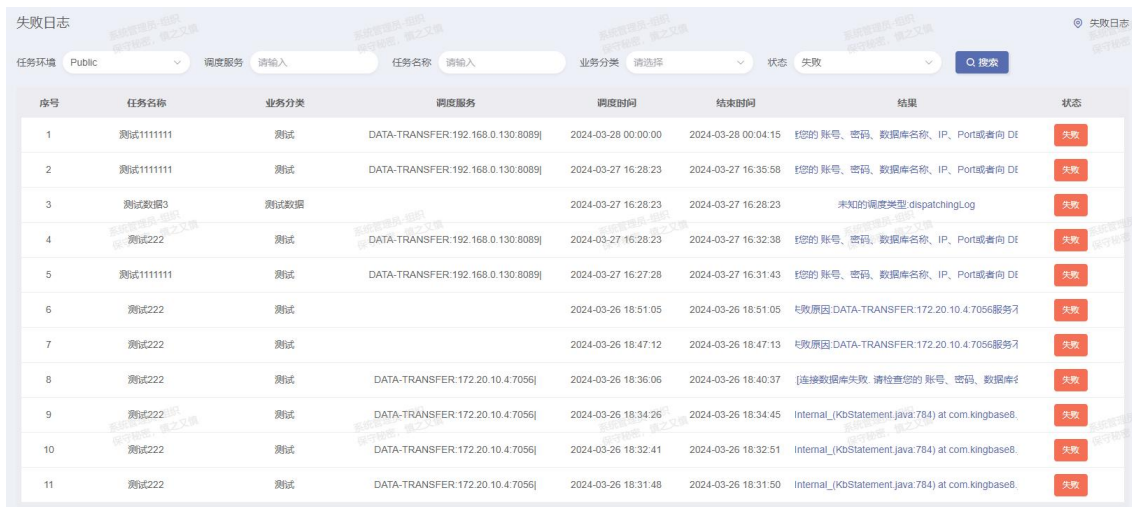 失败日志 失败日志
任务环境 Public 调度服务 请输入 任务名称 请输入 业务分类 请选择 状态 失败 搜索
序号 任务名称 业务分类 调度服务 调度时间 结束时间 结果 状态
1 测试1111111 测试 DATA-TRANSFER:192.168.0.130:8089| 2024-03-28 00:00:00 2024-03-28 00:04:15 您的 账号、密码、数据库名称、IP、Port或者向 DE 失败
2 测试1111111 测试 DATA-TRANSFER:192.168.0.130:8089| 2024-03-27 16:28:23 2024-03-27 16:35:58 您的 账号、密码、数据库名称、IP、Port或者向 DE 失败
3 测试数据3 测试数据 2024-03-27 16:28:23 2024-03-27 16:28:23 未知的调度类型:dispatchingLog 失败
4 测试222 测试 DATA-TRANSFER:192.168.0.130:8089| 2024-03-27 16:28:23 2024-03-27 16:32:38 您的 账号、密码、数据库名称、IP、Port或者向 DE 失败
5 测试1111111 测试 DATA-TRANSFER:192.168.0.130:8089| 2024-03-27 16:27:28 2024-03-27 16:31:43 您的 账号、密码、数据库名称、IP、Port或者向 DE 失败
6 测试222 测试 2024-03-26 18:51:05 2024-03-26 18:51:05 失败原因:DATA-TRANSFER:172.20.10.4:7056服务不 失败
7 测试222 测试 2024-03-26 18:47:12 2024-03-26 18:47:13 失败原因:DATA-TRANSFER:172.20.10.4:7056服务不 失败
8 测试222 测试 DATA-TRANSFER:172.20.10.4:7056| 2024-03-26 18:36:06 2024-03-26 18:40:37 [连接数据库失败. 请检查您的 账号、密码、数据库名 失败
9 测试222 测试 DATA-TRANSFER:172.20.10.4:7056| 2024-03-26 18:34:26 2024-03-26 18:34:45 Internal_(KbStatement.java:784) at com.kingbase8. 失败
10 测试222 测试 DATA-TRANSFER:172.20.10.4:7056| 2024-03-26 18:32:41 2024-03-26 18:32:51 Internal_(KbStatement.java:784) at com.kingbase8. 失败
11 测试222 测试 DATA-TRANSFER:172.20.10.4:7056| 2024-03-26 18:31:48 2024-03-26 18:31:50 Internal_(KbStatement.java:784) at com.kingbase8. 失败
系统管理员-组织
保守秘密，慎之又慎